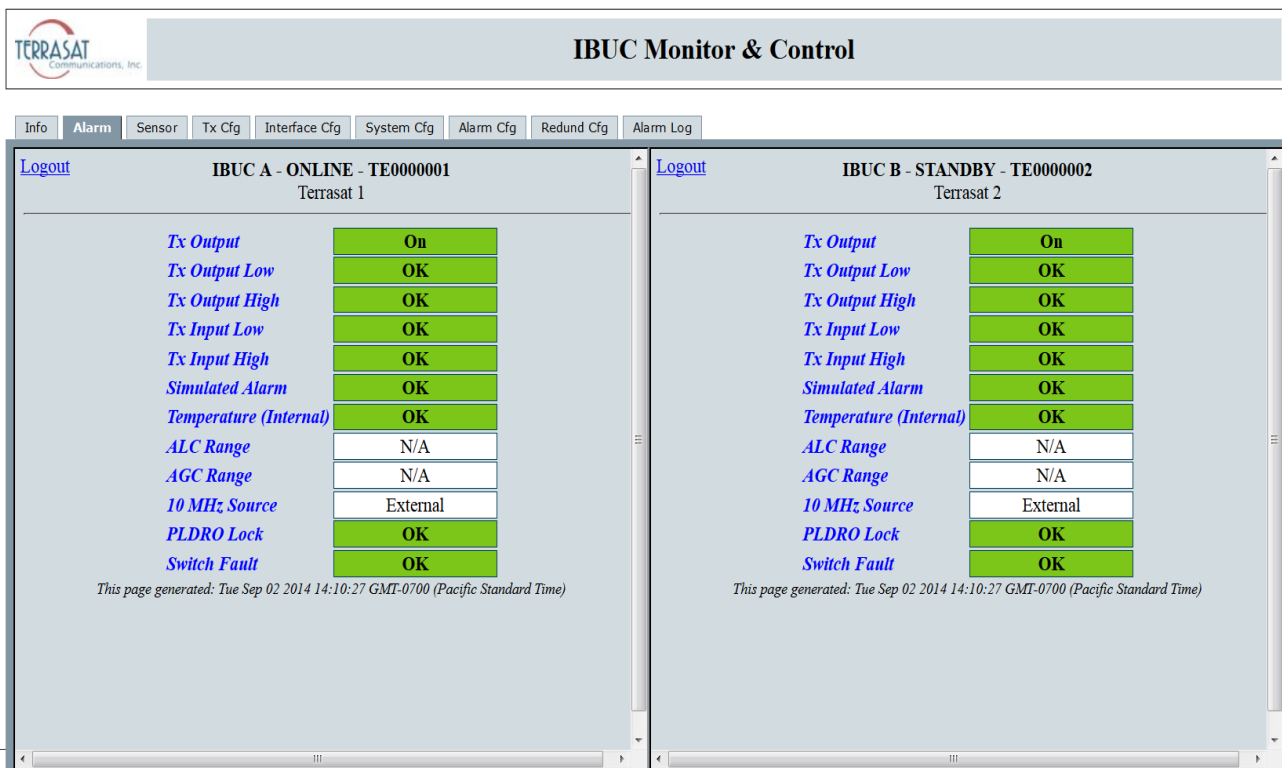 TERRASAT
Communications, Inc.
IBUC Monitor & Control
Info Alarm Sensor Tx Cfg Interface Cfg System Cfg Alarm Cfg Redund Cfg Alarm Log
Logout
IBUC A - ONLINE - TE0000001
Terrasat 1
Tx Output On
Tx Output Low OK
Tx Output High OK
Tx Input Low OK
Tx Input High OK
Simulated Alarm OK
Temperature (Internal) OK
ALC Range N/A
AGC Range N/A
10 MHz Source External
PLDRO Lock OK
Switch Fault OK
This page generated: Tue Sep 02 2014 14:10:27 GMT-0700 (Pacific Standard Time)
Logout
IBUC B - STANDBY - TE0000002
Terrasat 2
Tx Output On
Tx Output Low OK
Tx Output High OK
Tx Input Low OK
Tx Input High OK
Simulated Alarm OK
Temperature (Internal) OK
ALC Range N/A
AGC Range N/A
10 MHz Source External
PLDRO Lock OK
Switch Fault OK
This page generated: Tue Sep 02 2014 14:10:27 GMT-0700 (Pacific Standard Time)